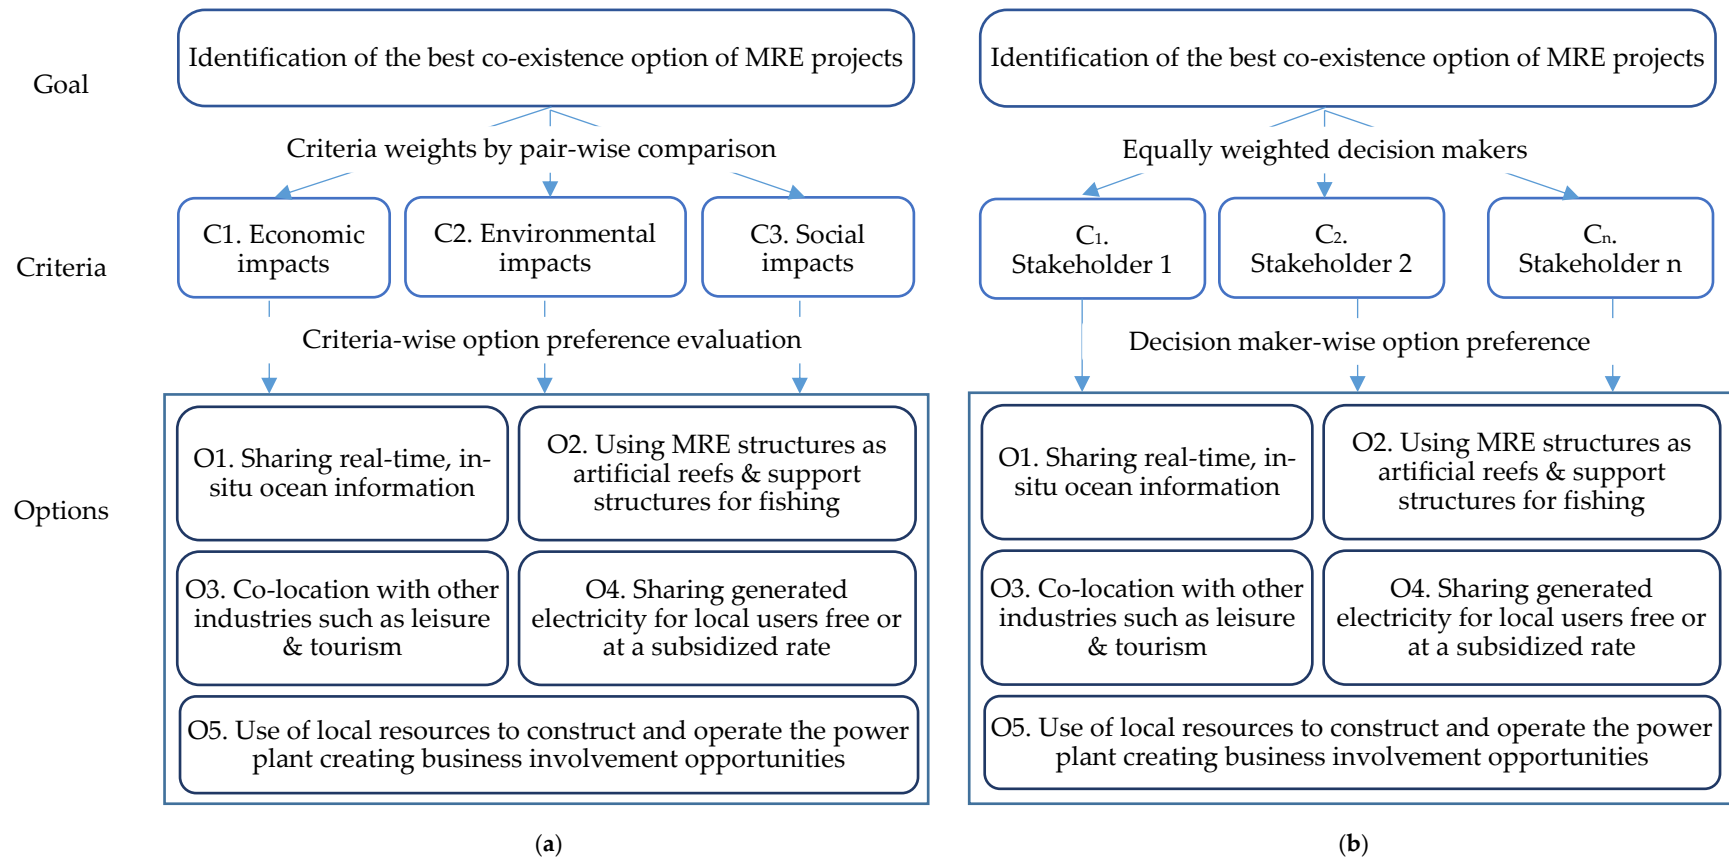 Goal
Criteria
Options
Identification of the best co-existence option of MRE projects
Criteria weights by pair-wise comparison
C1. Economic
impacts
C2. Environmental
impacts
C3. Social
impacts
Criteria-wise option preference evaluation
O1. Sharing real-time, in-
situ ocean information
O2. Using MRE structures as
artificial reefs & support
structures for fishing
O3. Co-location with other
industries such as leisure
& tourism
O4. Sharing generated
electricity for local users free or
at a subsidized rate
O5. Use of local resources to construct and operate the power
plant creating business involvement opportunities
(a)
Identification of the best co-existence option of MRE projects
Equally weighted decision makers
C1.
Stakeholder 1
C2.
Stakeholder 2
Cn.
Stakeholder n
Decision maker-wise option preference
O1. Sharing real-time, in-
situ ocean information
O2. Using MRE structures as
artificial reefs & support
structures for fishing
O3. Co-location with other
industries such as leisure
& tourism
O4. Sharing generated
electricity for local users free or
at a subsidized rate
O5. Use of local resources to construct and operate the power
plant creating business involvement opportunities
(b)